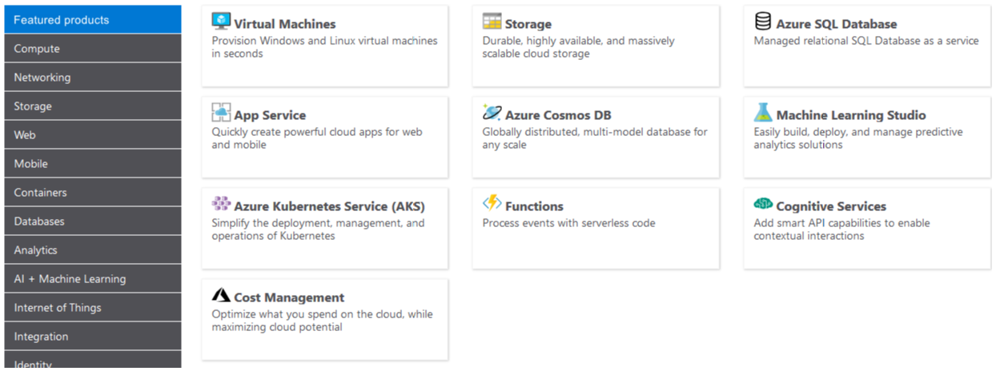 Featured products
Compute
Networking
Storage
Web
Mobile
Containers
Databases
Analytics
AI + Machine Learning
Internet of Things
Integration
Identity
Virtual Machines
Provision Windows and Linux virtual machines
in seconds
Storage
Durable, highly available, and massively
scalable cloud storage
Azure SQL Database
Managed relational SQL Database as a service
App Service
Quickly create powerful cloud apps for web
and mobile
Azure Cosmos DB
Globally distributed, multi-model database for
any scale
Machine Learning Studio
Easily build, deploy, and manage predictive
analytics solutions
Azure Kubernetes Service (AKS)
Simplify the deployment, management, and
operations of Kubernetes
Functions
Process events with serverless code
Cognitive Services
Add smart API capabilities to enable
contextual interactions
Cost Management
Optimize what you spend on the cloud, while
maximizing cloud potential